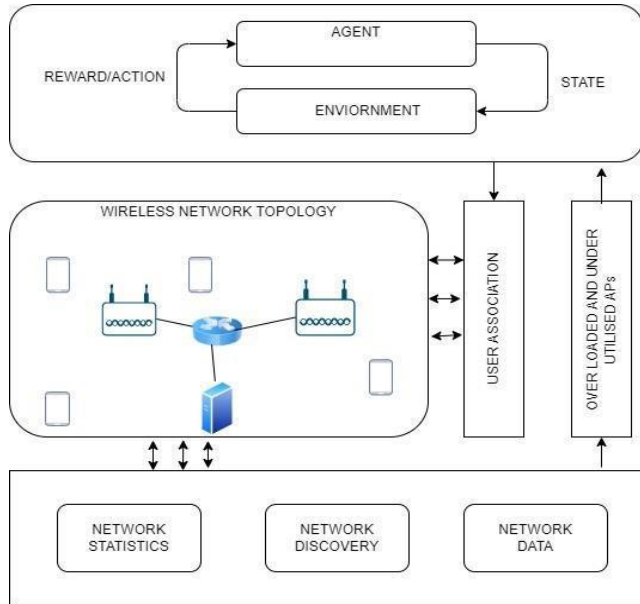 AGENT
REWARD/ACTION
STATE
ENVIORNMENT
WIRELESS NETWORK TOPOLOGY
USER ASSOCIATION
OVER LOADED AND UNDER
UTILISED APs
NETWORK
STATISTICS
NETWORK
DISCOVERY
NETWORK
DATA